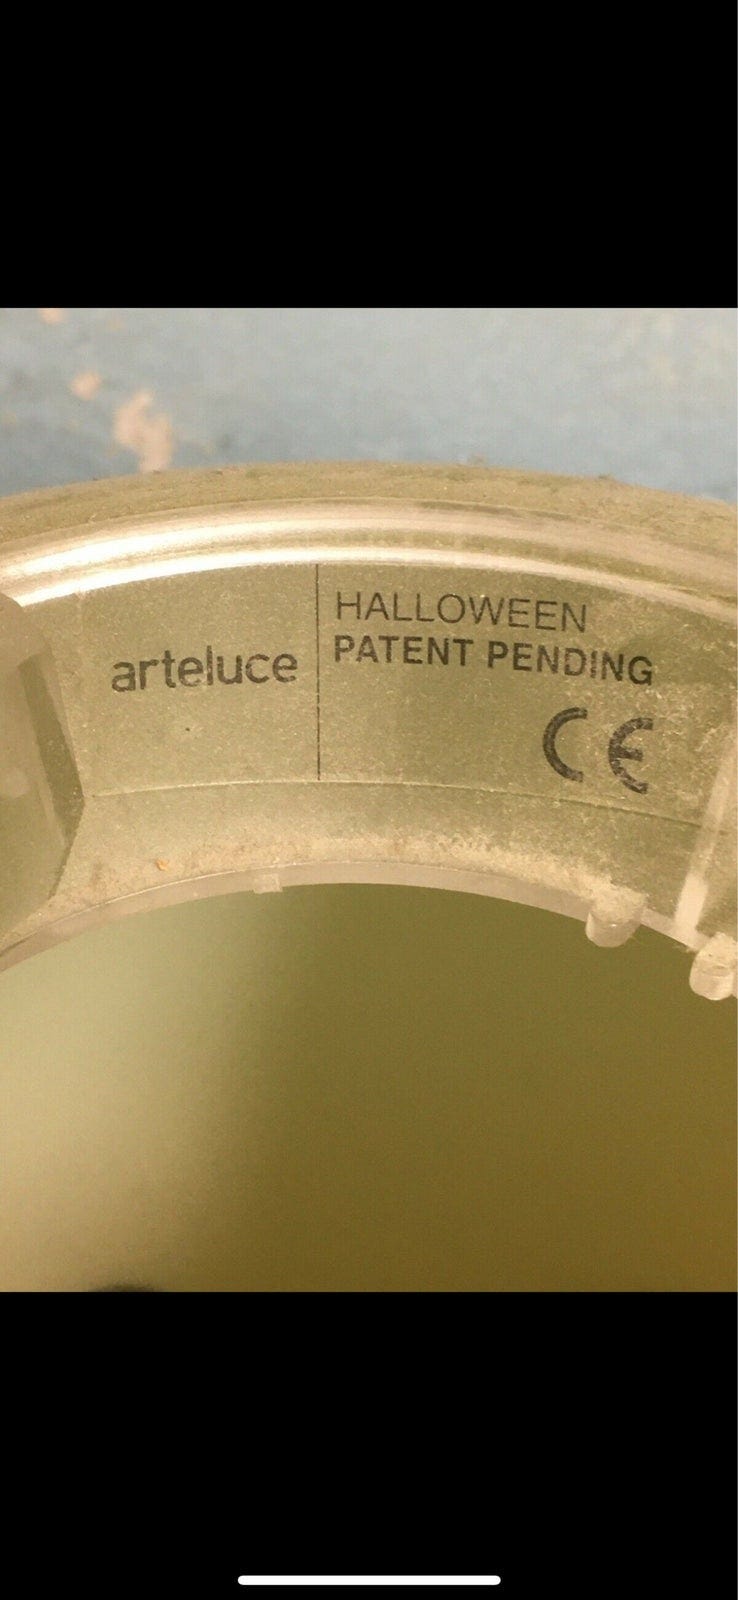 arteluce
HALLOWEEN
PATENT PENDING
CE